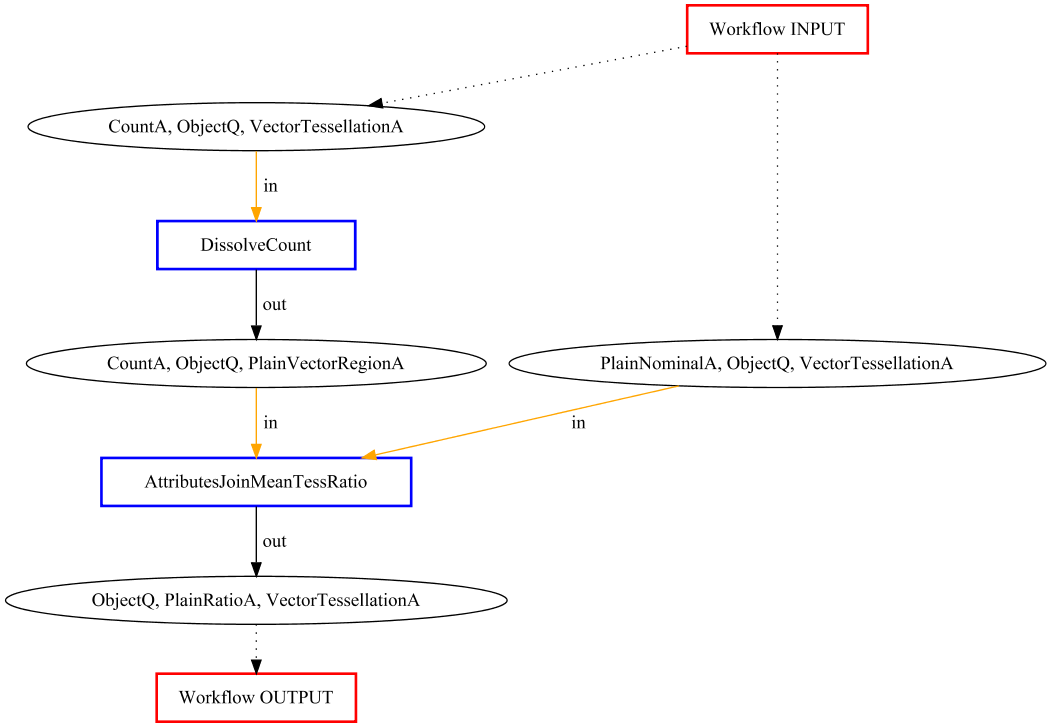 Workflow INPUT
CountA, ObjectQ, VectorTessellationA
in
DissolveCount
out
CountA, ObjectQ, PlainVectorRegionA
PlainNominalA, ObjectQ, VectorTessellationA
in
in
AttributesJoinMeanTessRatio
out
ObjectQ, PlainRatioA, VectorTessellationA
Workflow OUTPUT